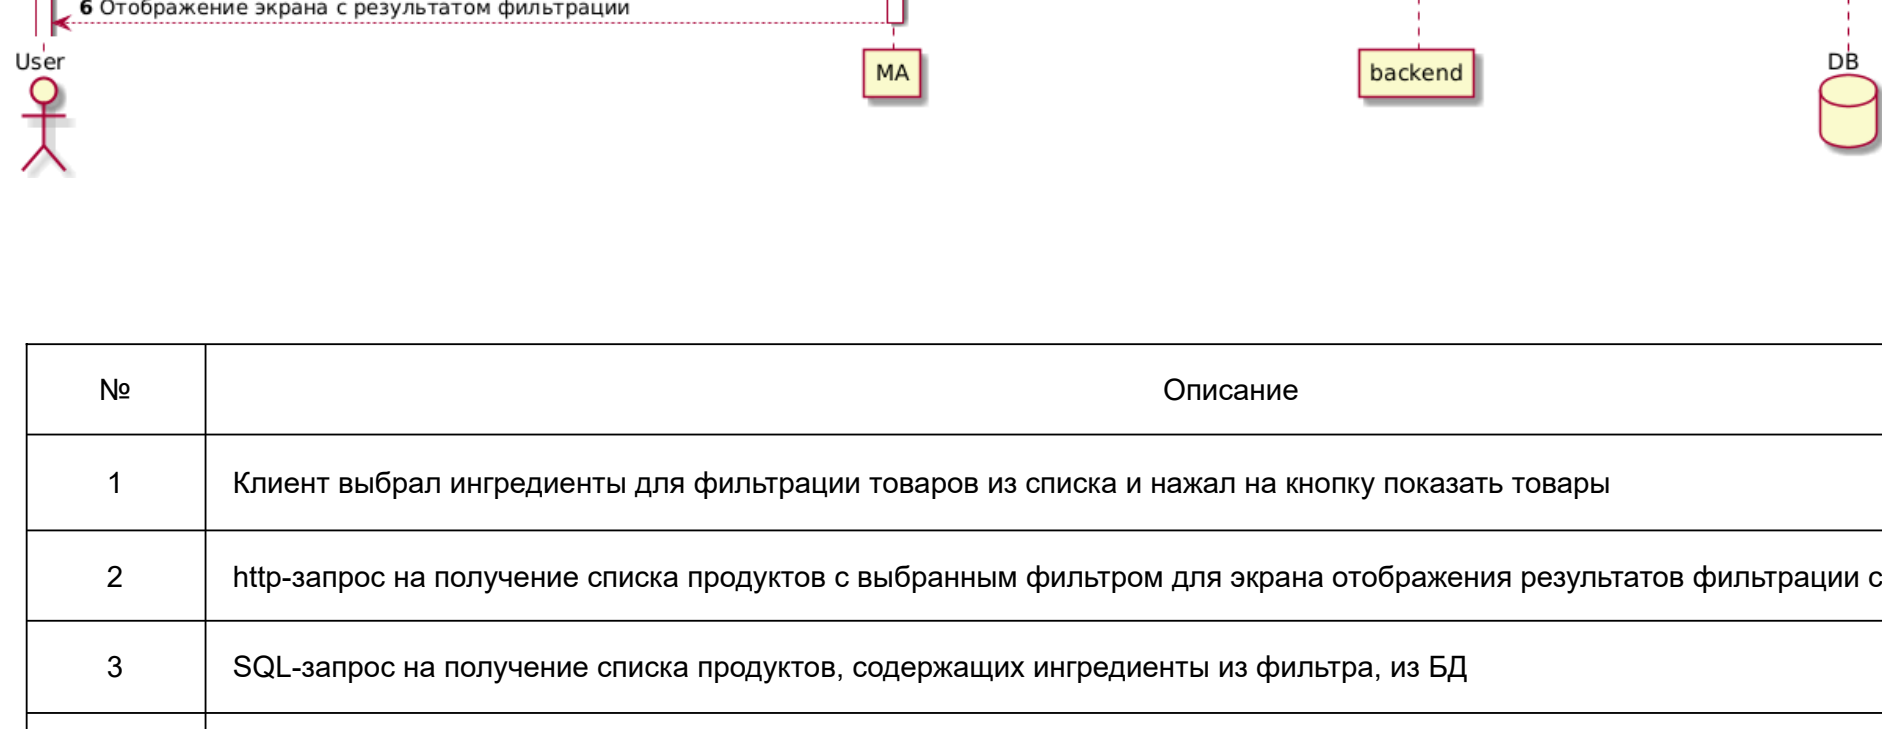 6 Отображение экрана с результатом фильтрации
User
MA
backend
DB
№
Описание
1
Клиент выбрал ингредиенты для фильтрации товаров из списка и нажал на кнопку показать товары
2
http-запрос на получение списка продуктов с выбранным фильтром для экрана отображения результатов фильтрации с
3
SQL-запрос на получение списка продуктов, содержащих ингредиенты из фильтра, из БД